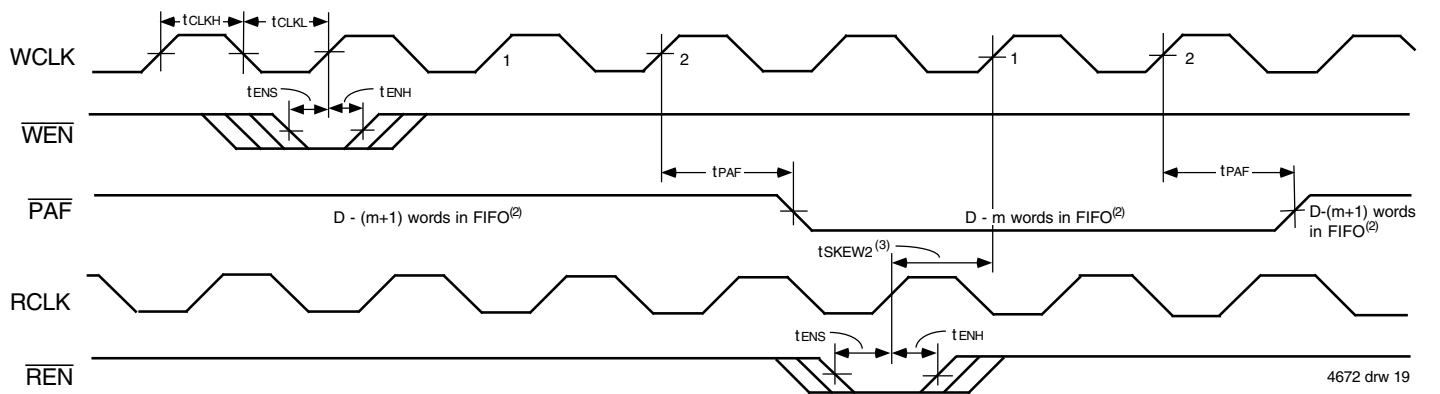 tCLKH tCLKL
WCLK 1 2 1 2
tENS tENH
WEN
tPAF tPAF
PAF
D - (m+1) words in FIFO(2) D - m words in FIFO(2) D-(m+1) words
in FIFO(2)
tSKEW2(3)
RCLK
tENS tENH
REN
4672 drw 19